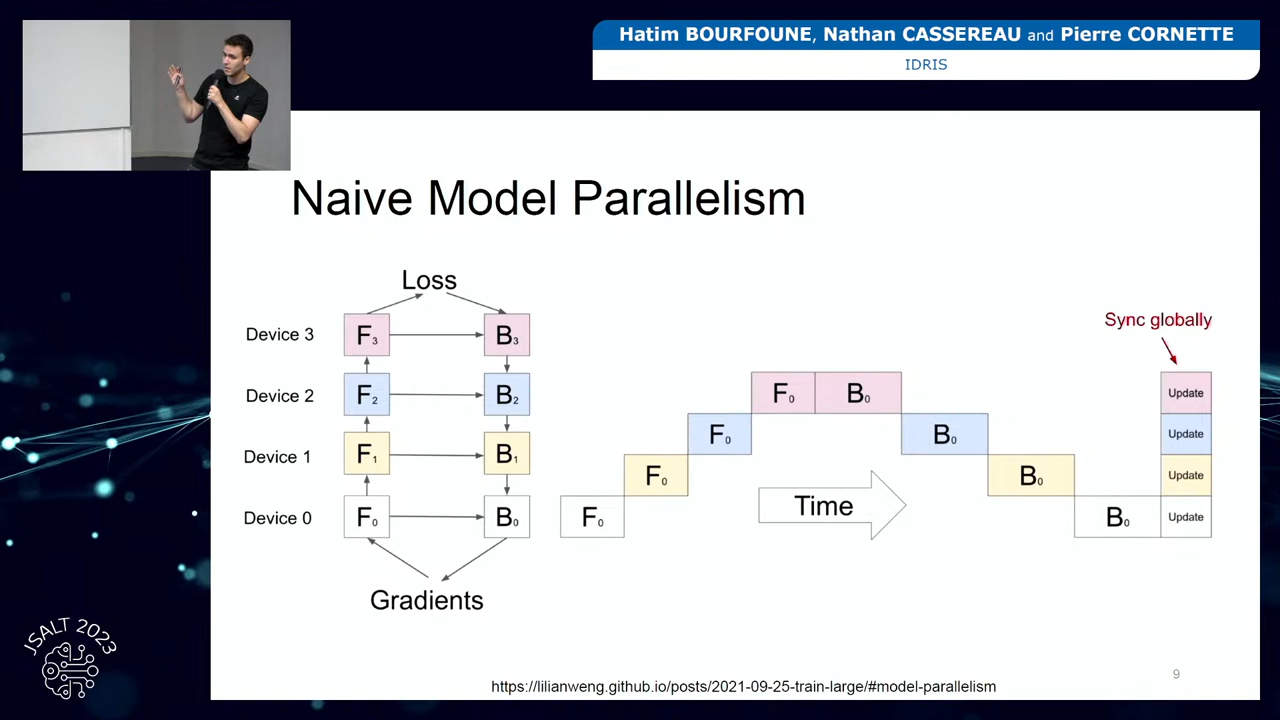 Hatim BOURFOUNE, Nathan CASSEREAU and Pierre CORNETTE
IDRIS
Naive Model Parallelism
Loss
Device 3
F3
B3
Device 2
F2
B2
Device 1
F1
B1
Device 0
F0
B0
Gradients
Sync globally
F0
B0
Update
F0
B0
Update
F0
B0
Update
F0
B0
Update
Time
https://lilianweng.github.io/posts/2021-09-25-train-large/#model-parallelism
9
JSALT 2023